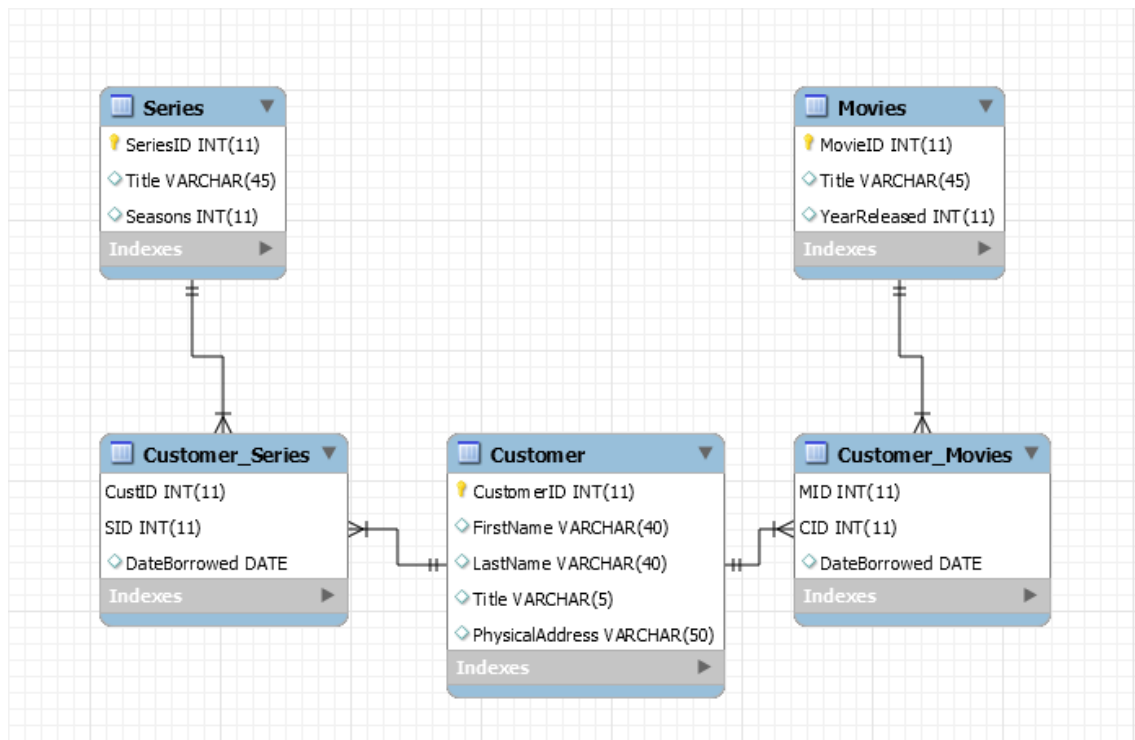 Series
SeriesID INT(11)
Title VARCHAR(45)
Seasons INT(11)
Indexes
Movies
MovieID INT(11)
Title VARCHAR(45)
YearReleased INT(11)
Indexes
Customer_Series
CustID INT(11)
SID INT(11)
DateBorrowed DATE
Indexes
Customer
CustomerID INT(11)
FirstName VARCHAR(40)
LastName VARCHAR(40)
Title VARCHAR(5)
PhysicalAddress VARCHAR(50)
Indexes
Customer_Movies
MID INT(11)
CID INT(11)
DateBorrowed DATE
Indexes